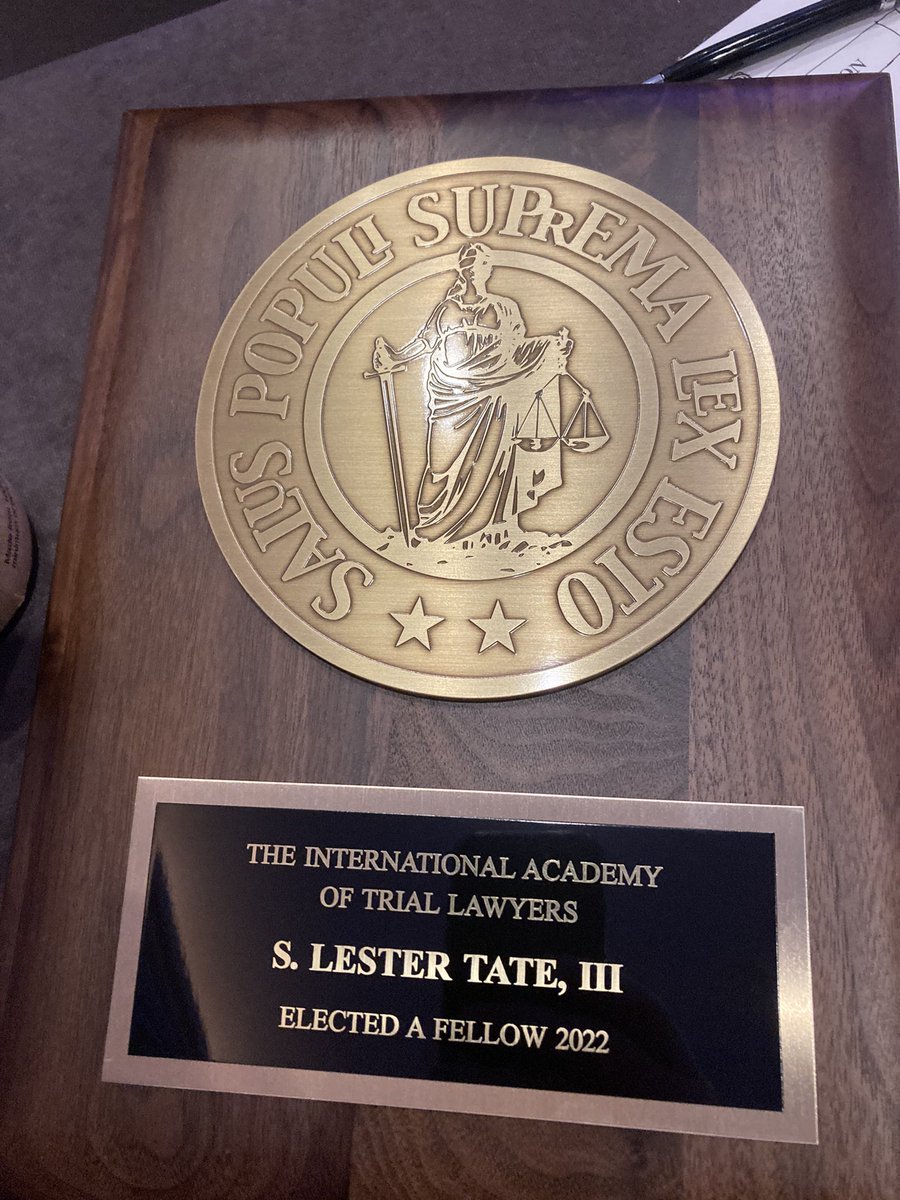 SALUS POPULI SUPREMA LEX ESTO
THE INTERNATIONAL ACADEMY
OF TRIAL LAWYERS
S. LESTER TATE, III
ELECTED A FELLOW 2022